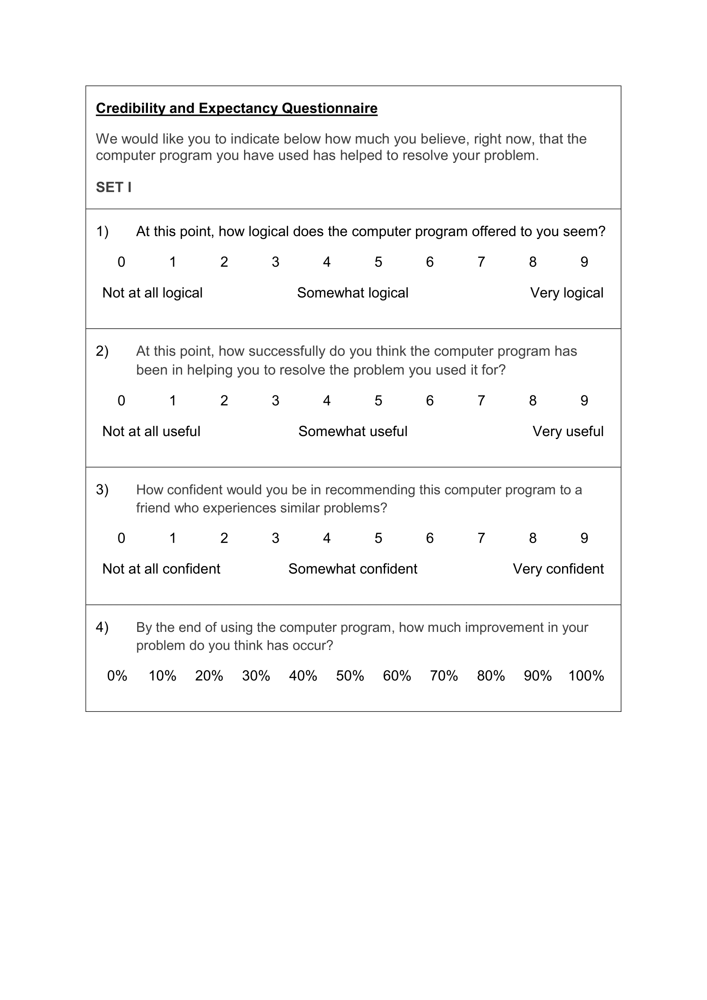 Credibility and Expectancy Questionnaire
We would like you to indicate below how much you believe, right now, that the
computer program you have used has helped to resolve your problem.
SET I
1) At this point, how logical does the computer program offered to you seem?
0 1 2 3 4 5 6 7 8 9
Not at all logical Somewhat logical Very logical
2) At this point, how successfully do you think the computer program has
been in helping you to resolve the problem you used it for?
0 1 2 3 4 5 6 7 8 9
Not at all useful Somewhat useful Very useful
3) How confident would you be in recommending this computer program to a
friend who experiences similar problems?
0 1 2 3 4 5 6 7 8 9
Not at all confident Somewhat confident Very confident
4) By the end of using the computer program, how much improvement in your
problem do you think has occur?
0% 10% 20% 30% 40% 50% 60% 70% 80% 90% 100%